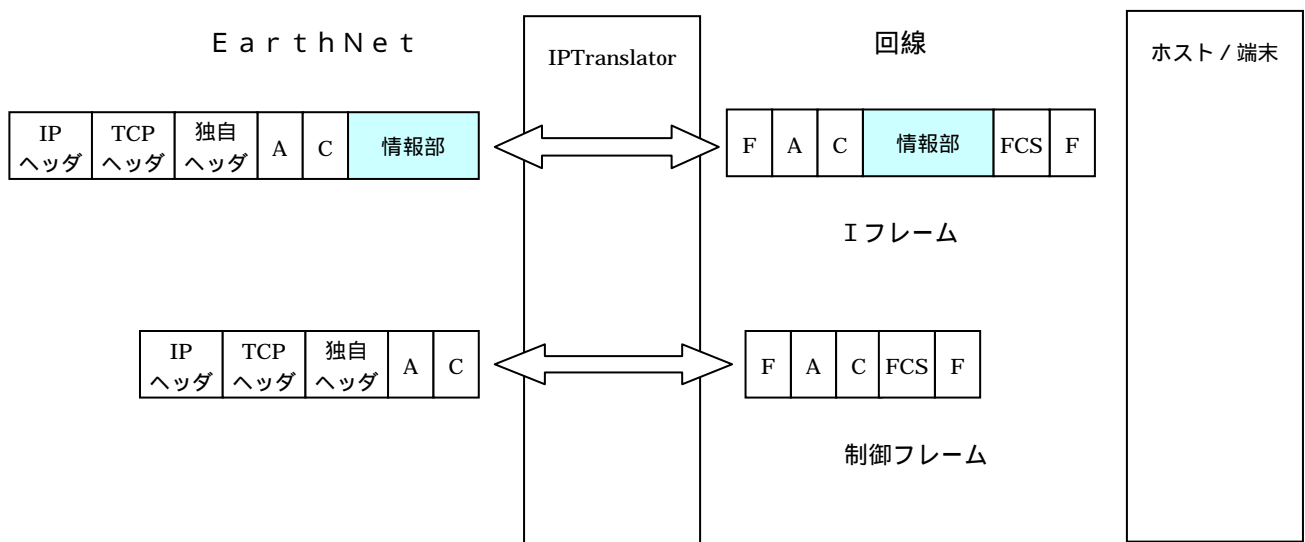 ＥａｒｔｈＮｅｔ
IPTranslator
回線
ホスト / 端末
IP
ヘッダ
TCP
ヘッダ
独自
ヘッダ
A
C
情報部
F
A
C
情報部
FCS
F
Ｉフレーム
IP
ヘッダ
TCP
ヘッダ
独自
ヘッダ
A
C
F
A
C
FCS
F
制御フレーム